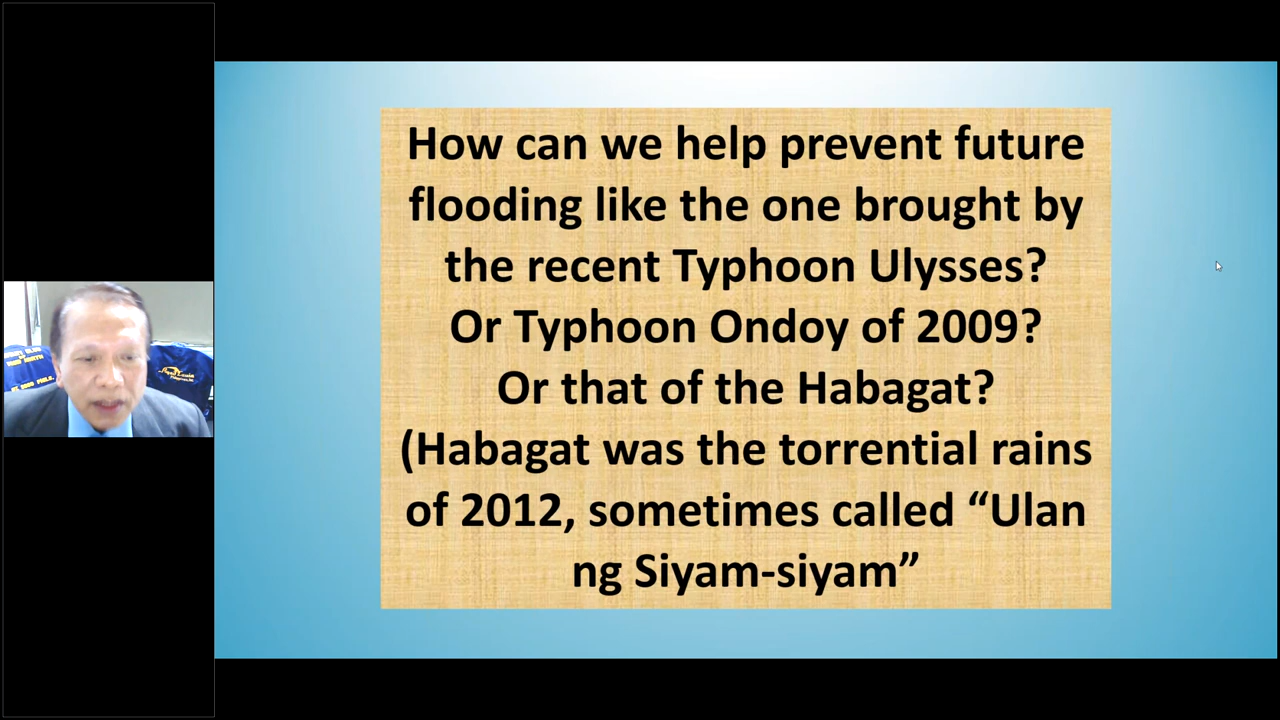 How can we help prevent future
flooding like the one brought by
the recent Typhoon Ulysses?
Or Typhoon Ondoy of 2009?
Or that of the Habagat?
(Habagat was the torrential rains
of 2012, sometimes called “Ulan
ng Siyam-siyam”